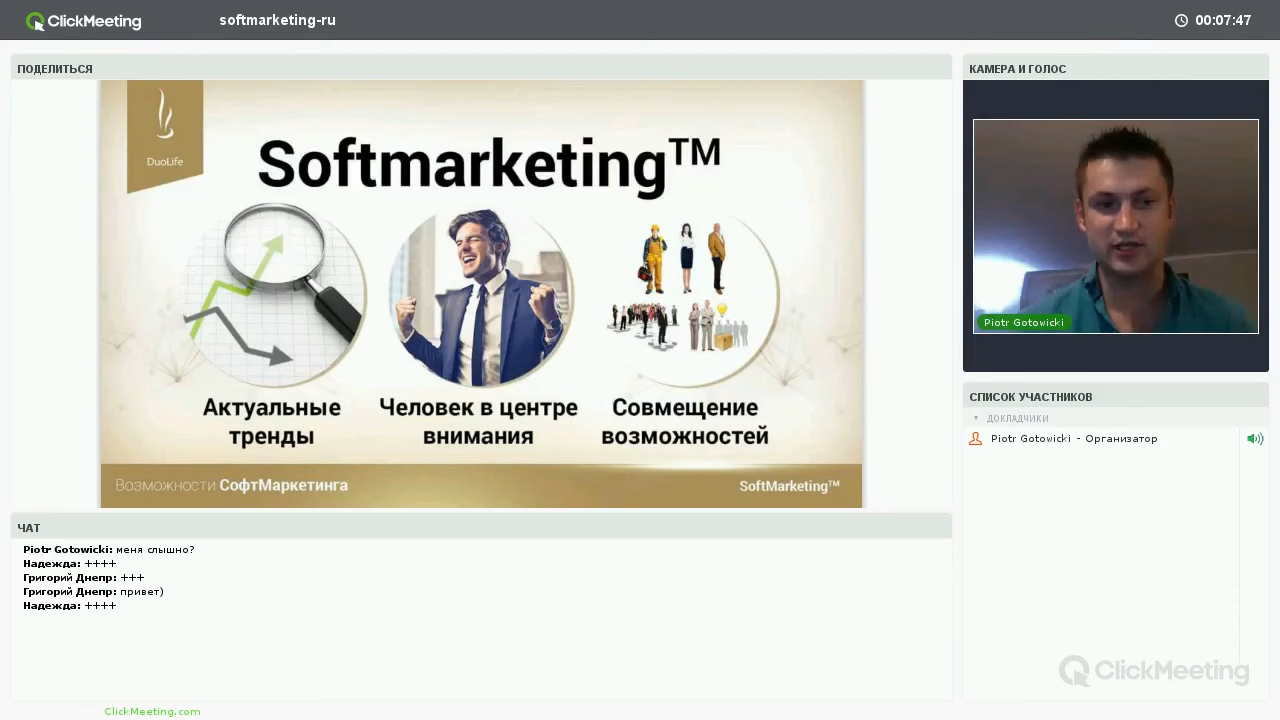 ClickMeeting
softmarketing-ru
00:07:47
ПОДЕЛИТЬСЯ
DuoLife
Softmarketing™
Актуальные
тренды
Человек в центре
внимания
Совмещение
возможностей
Возможности СофтМаркетинга
SoftMarketing™
КАМЕРА И ГОЛОС
Piotr Gotowicki
СПИСОК УЧАСТНИКОВ
ДОКЛАДЧИКИ
Piotr Gotowicki - Организатор
ЧАТ
Piotr Gotowicki: меня слышно?
Надежда: ++++
Григорий Днепр: +++
Григорий Днепр: привет)
Надежда: ++++
ClickMeeting
ClickMeeting.com